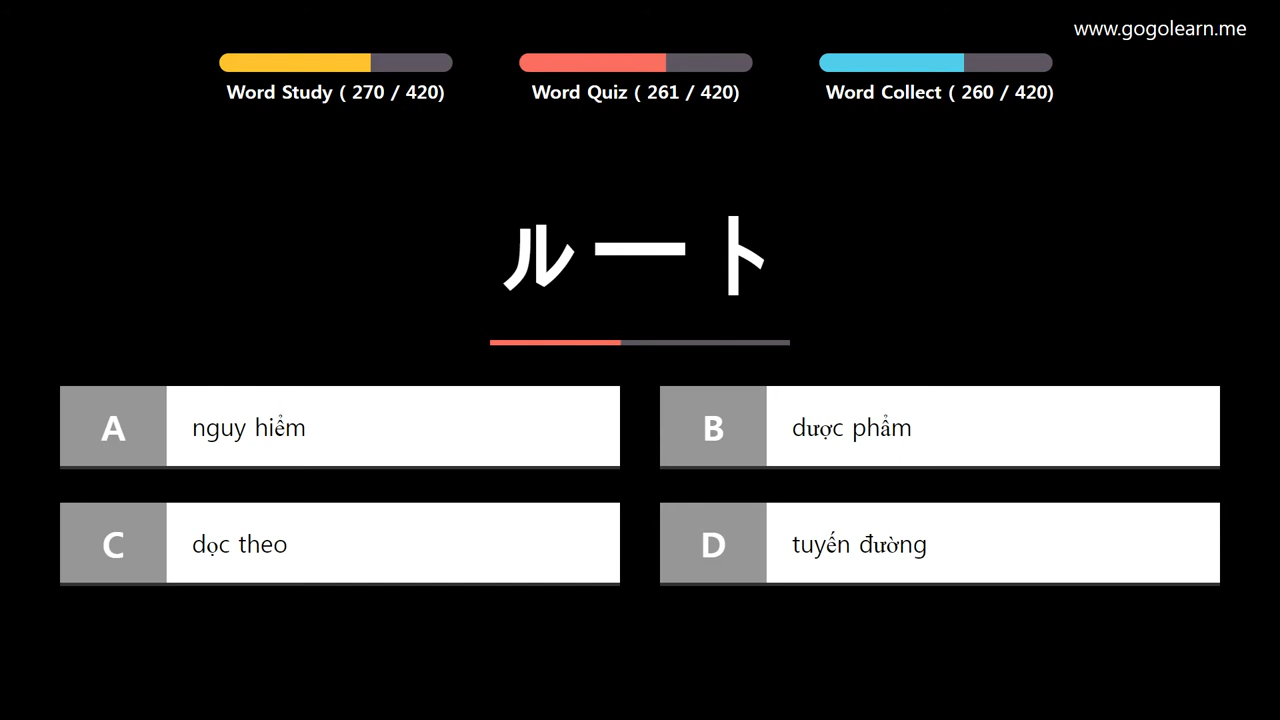 www.gogolearn.me
Word Study ( 270 / 420)
Word Quiz ( 261 / 420)
Word Collect ( 260 / 420)
ルート
A nguy hiểm
B dược phẩm
C dọc theo
D tuyến đường